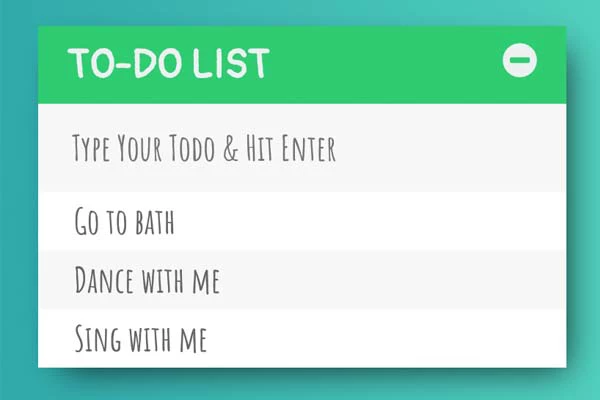 TO-DO LIST
Type Your Todo & Hit Enter
Go to bath
Dance with me
Sing with me